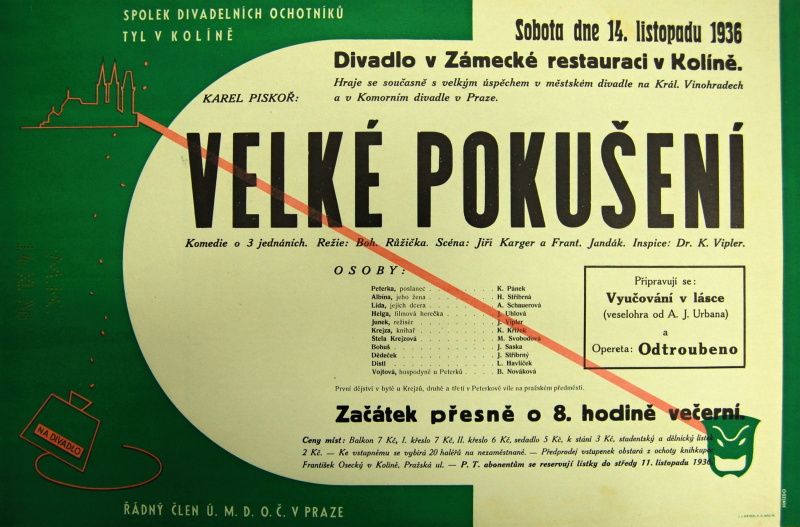 SPOLEK DIVADELNÍCH OCHOTNÍKŮ
TYL V KOLÍNĚ
Sobota dne 14. listopadu 1936
Divadlo v Zámecké restauraci v Kolíně.
Hraje se současně s velkým úspěchem v městském divadle na Král. Vinohradech
a v Komorním divadle v Praze.
KAREL PISKOŘ:
VELKÉ POKUŠENÍ
Komedie o 3 jednáních. Režie: Boh. Růžička. Scéna: Jiří Karger a Frant. Jandák. Inspice: Dr. K. Vipler.
OSOBY:
Peterka, poslanec . . . K. Pánek
Albina, jeho žena . . . H. Stříbrná
Lída, jejich dcera . . . A. Schauerová
Helga, filmová herečka . . . J. Uhlová
Junek, režisér . . . J. Vipler
Krejza, knihař . . . K. Křížek
Štefa Krejzová . . . M. Svobodová
Bohuš . . . J. Saska
Dědeček . . . J. Stříbrný
Distl . . . L. Havlíček
Vojtová, hospodyně u Peterků . . . B. Nováková
Připravují se:
Vyučování v lásce
(veselohra od A. J. Urbana)
a
Opereta: Odtroubeno
První dějství v bytě u Krejzů, druhé a třetí v Peterkově vile na pražském předměstí.
Začátek přesně o 8. hodině večerní.
Ceny míst: Balkon 7 Kč, I. křeslo 7 Kč, II. křeslo 6 Kč, sedadlo 5 Kč, k stání 3 Kč, studentský a dělnický lístek
2 Kč. — Ke vstupnému se vybírá 20 haléřů na nezaměstnané. — Předprodej vstupenek obstará z ochoty knihkupec
František Osecký v Kolíně, Pražská ul. — P. T. abonentům se reservují lístky do středy 11. listopadu 1936.
NA DIVADLO
ŘÁDNÝ ČLEN Ú. M. D. O. Č. V PRAZE